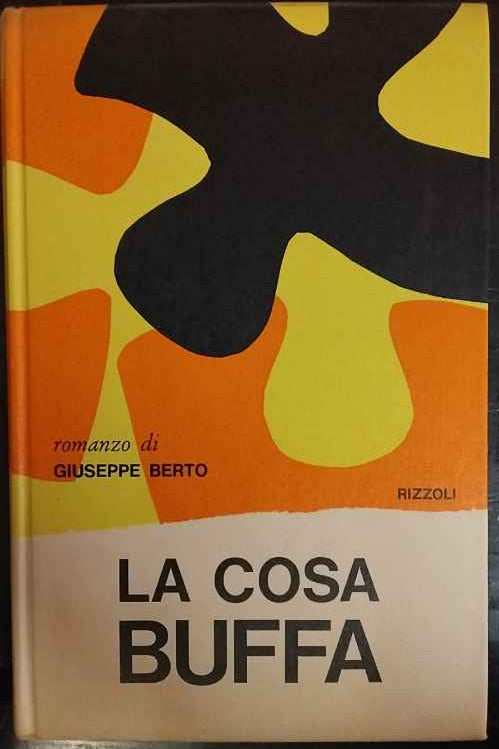 romanzo di
GIUSEPPE BERTO
RIZZOLI
LA COSA
BUFFA